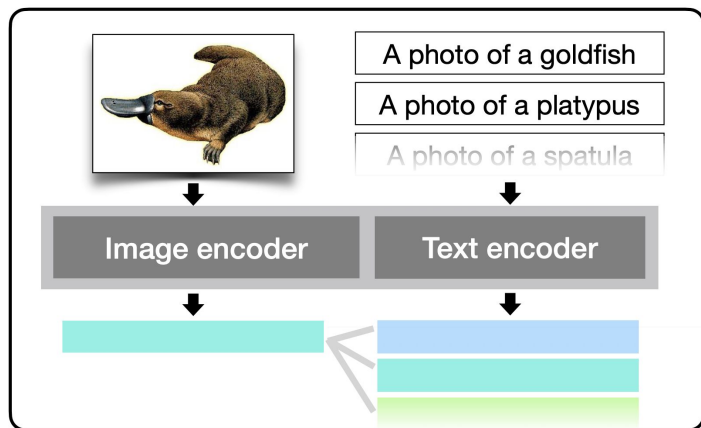 A photo of a goldfish
A photo of a platypus
A photo of a spatula
Image encoder
Text encoder